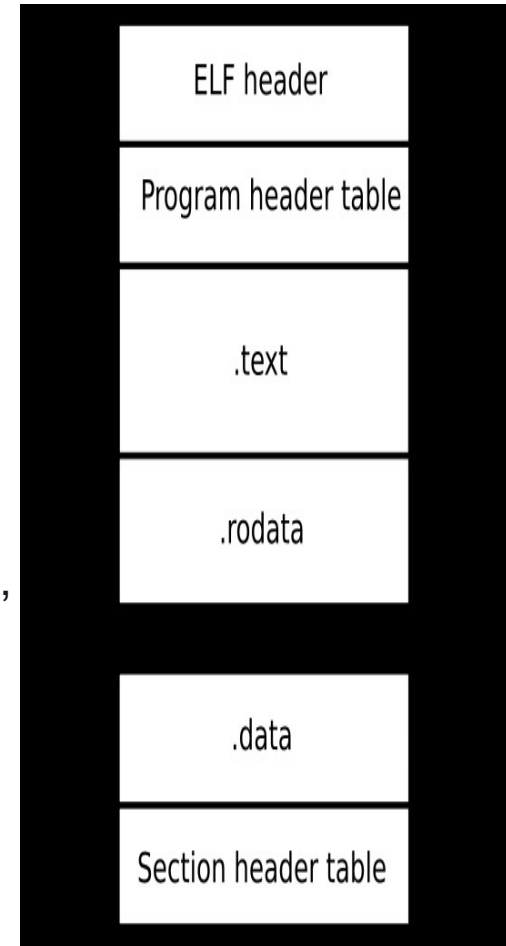 ELF header
Program header table
.text
.rodata
,
.data
Section header table